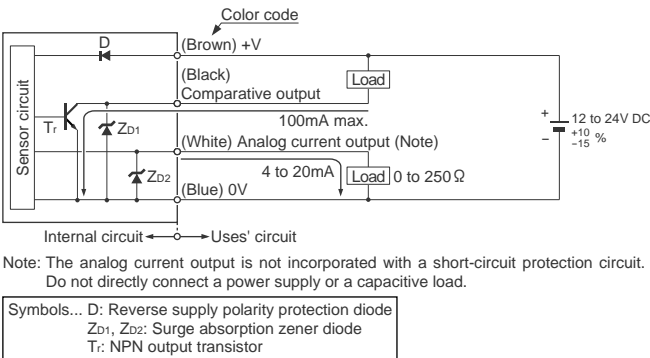 Color code
D
(Brown) +V
(Black)
Load
Comparative output
Sensor circuit
Tr
ZD1
100mA max.
+
12 to 24V DC
− +10 −15 %
(White) Analog current output (Note)
ZD2
4 to 20mA
Load 0 to 250 Ω
(Blue) 0V
Internal circuit
Uses' circuit
Note: The analog current output is not incorporated with a short-circuit protection circuit.
Do not directly connect a power supply or a capacitive load.
Symbols... D: Reverse supply polarity protection diode
ZD1, ZD2: Surge absorption zener diode
Tr: NPN output transistor